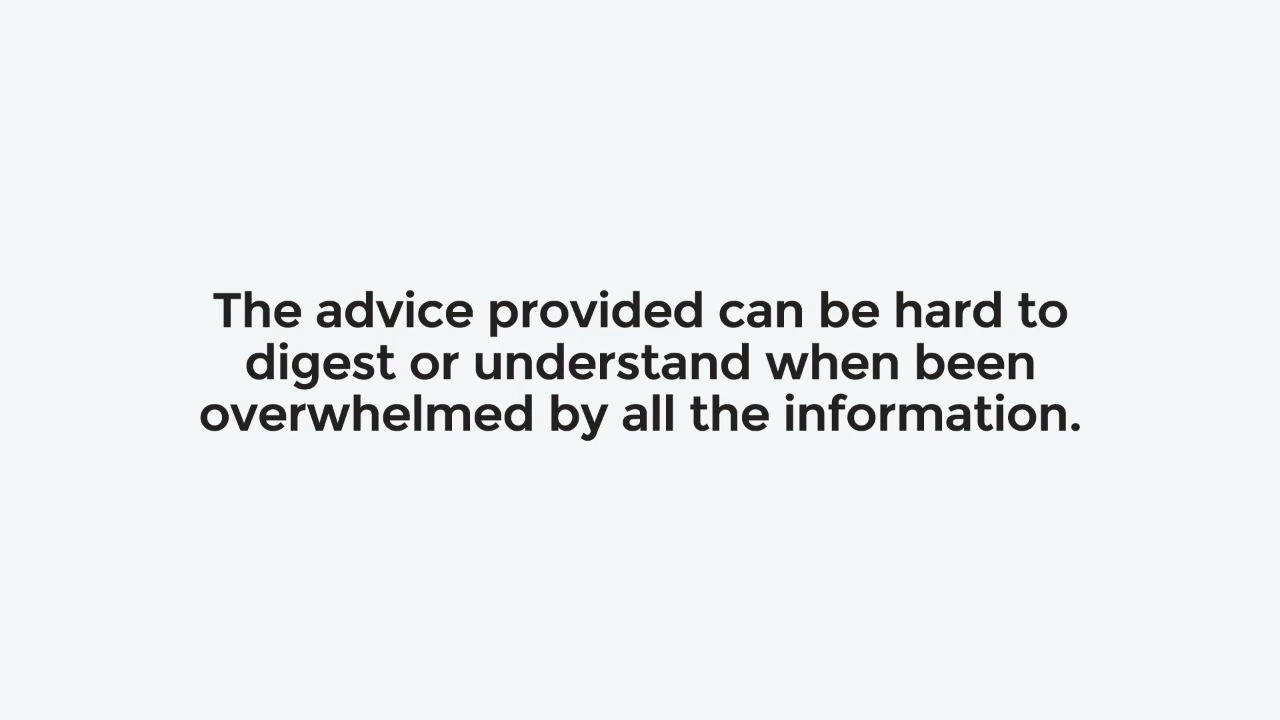 The advice provided can be hard to
digest or understand when been
overwhelmed by all the information.